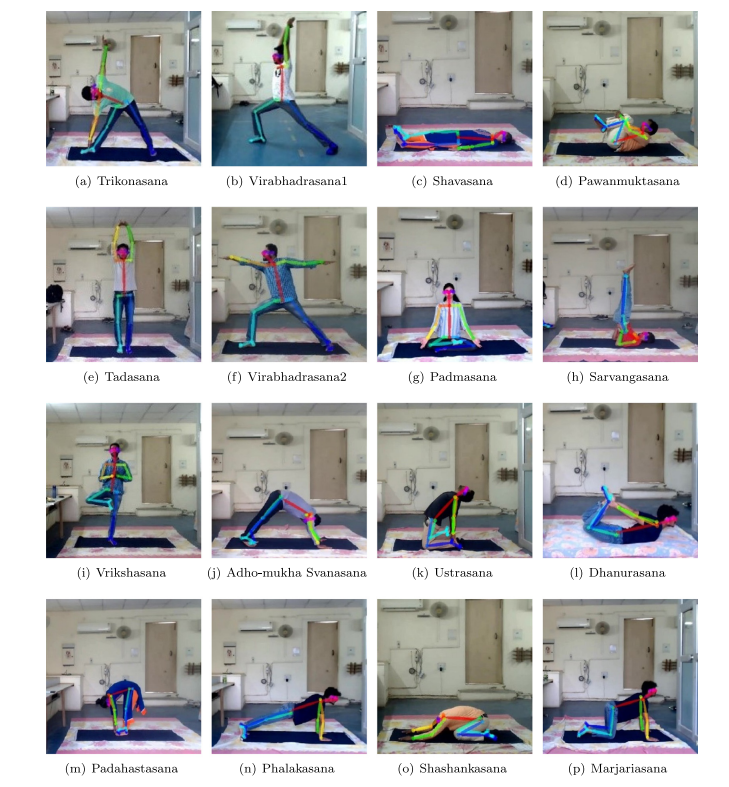 (a) Trikonasana (b) Virabhadrasana1 (c) Shavasana (d) Pawanmuktasana
(e) Tadasana (f) Virabhadrasana2 (g) Padmasana (h) Sarvangasana
(i) Vrikshasana (j) Adho-mukha Svanasana (k) Ustrasana (l) Dhanurasana
(m) Padahastasana (n) Phalakasana (o) Shashankasana (p) Marjariasana